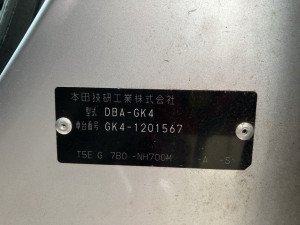 本田技研工業株式会社
型式 DBA-GK4
車台番号 GK4-1201567
T5E G 7BD -NH700M -A -S